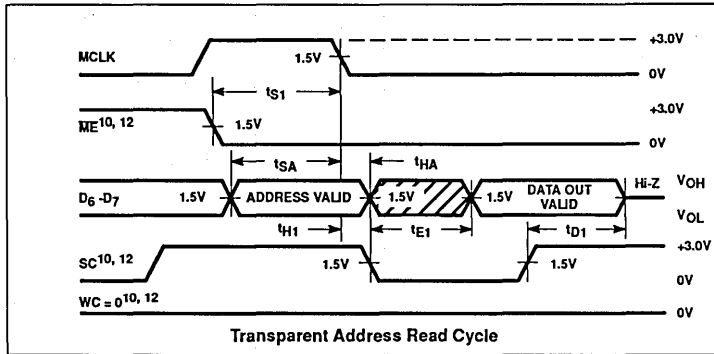 +3.0V
MCLK 1.5V
0V
tS1
+3.0V
ME10, 12 1.5V
0V
tSA tHA
Hi-Z VOH
D6 -D7 1.5V ADDRESS VALID 1.5V 1.5V DATA OUT VALID
VOL
tH1 tE1 tD1
+3.0V
SC10, 12 1.5V 1.5V
0V
WC = 010, 12
0V
Transparent Address Read Cycle